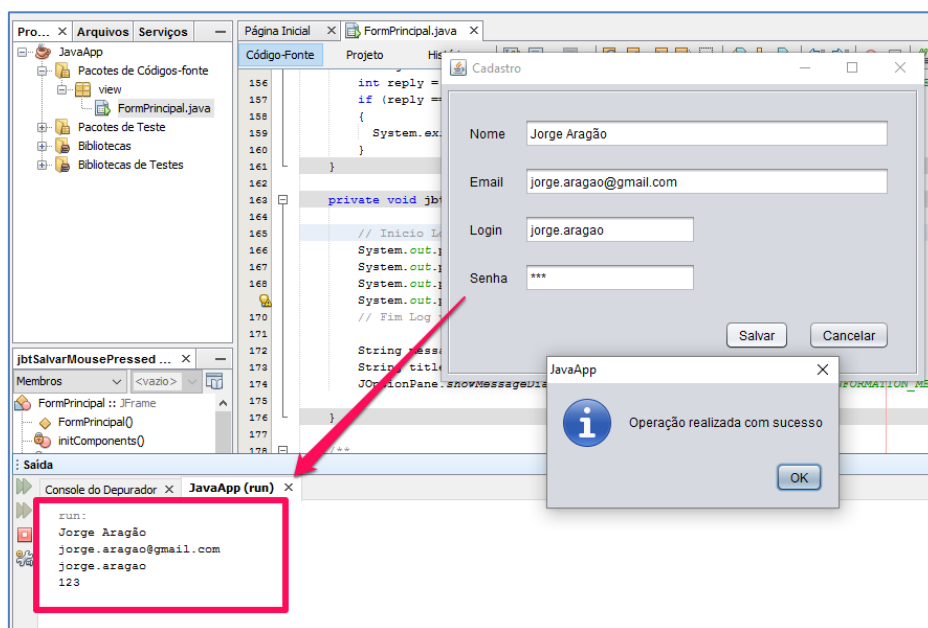 Pro... × Arquivos Serviços
JavaApp
Pacotes de Códigos-fonte
view
FormPrincipal.java
Pacotes de Teste
Bibliotecas
Bibliotecas de Testes
jbtSalvarMousePressed ... ×
Membros <vazio>
FormPrincipal :: JFrame
FormPrincipal()
initComponents()
Página Inicial × FormPrincipal.java ×
Código-Fonte Projeto
156 int reply =
157 if (reply ==
158 {
159 System.
160 }
161 }
162
163 private void
164
165 // Inicio
166 System.out.
167 System.out.
168 System.out.
System.out.
170 // Fim Log
171
172 String
173 String
174
175
176 }
177
178 /**
Cadastro
Nome Jorge Aragão
Email jorge.aragao@gmail.com
Login jorge.aragao
Senha ***
Salvar Cancelar
JavaApp
Operação realizada com sucesso
OK
Saída
Console do Depurador × JavaApp (run) ×
run:
Jorge Aragão
jorge.aragao@gmail.com
jorge.aragao
123